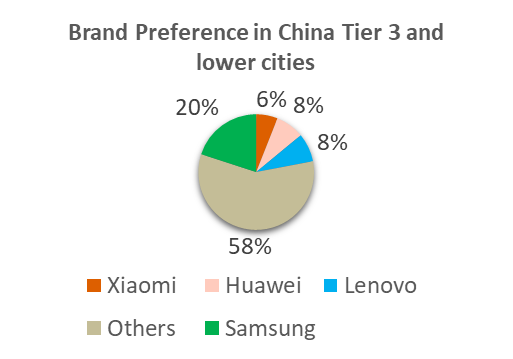 Brand Preference in China Tier 3 and
lower cities
20%
6%
8%
8%
58%
Xiaomi
Huawei
Lenovo
Others
Samsung